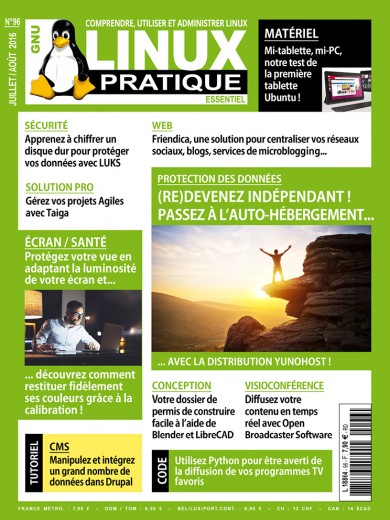 N°96
JUILLET / AOÛT 2016
COMPRENDRE, UTILISER ET ADMINISTRER LINUX
GNU
LINUX
PRATIQUE
ESSENTIEL
MATÉRIEL
Mi-tablette, mi-PC,
notre test de
la première
tablette
Ubuntu !
SÉCURITÉ
Apprenez à chiffrer un
disque dur pour protéger
vos données avec LUKS
WEB
Friendica, une solution pour centraliser vos réseaux
sociaux, blogs, services de microblogging...
SOLUTION PRO
Gérez vos projets Agiles
avec Taiga
PROTECTION DES DONNÉES
(RE)DEVENEZ INDÉPENDANT !
PASSEZ À L'AUTO-HÉBERGEMENT...
... AVEC LA DISTRIBUTION YUNOHOST !
ÉCRAN / SANTÉ
Protégez votre vue en
adaptant la luminosité
de votre écran et...
... découvrez comment
restituer fidèlement
ses couleurs grâce à la
calibration !
CONCEPTION
Votre dossier de
permis de construire
facile à l'aide de
Blender et LibreCAD
VISIOCONFÉRENCE
Diffusez votre
contenu en temps
réel avec Open
Broadcaster Software
TUTORIEL
CMS
Manipulez et intégrez
un grand nombre de
données dans Drupal
CODE
Utilisez Python pour être averti de
la diffusion de vos programmes TV
favoris
L 18864 - 96 - F: 7,90 € - RD
FRANCE MÉTRO. : 7,90 € - DOM / TOM : 8,50 € - BEL/LUX/PORT.CONT. : 8,90 € - CH : 13 CHF - CAN : 14 $CAD